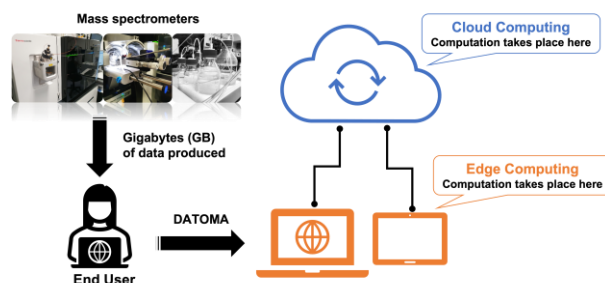 Mass spectrometers
Cloud Computing
Computation takes place here
Gigabytes (GB)
of data produced
Edge Computing
Computation takes place here
DATOMA
End User